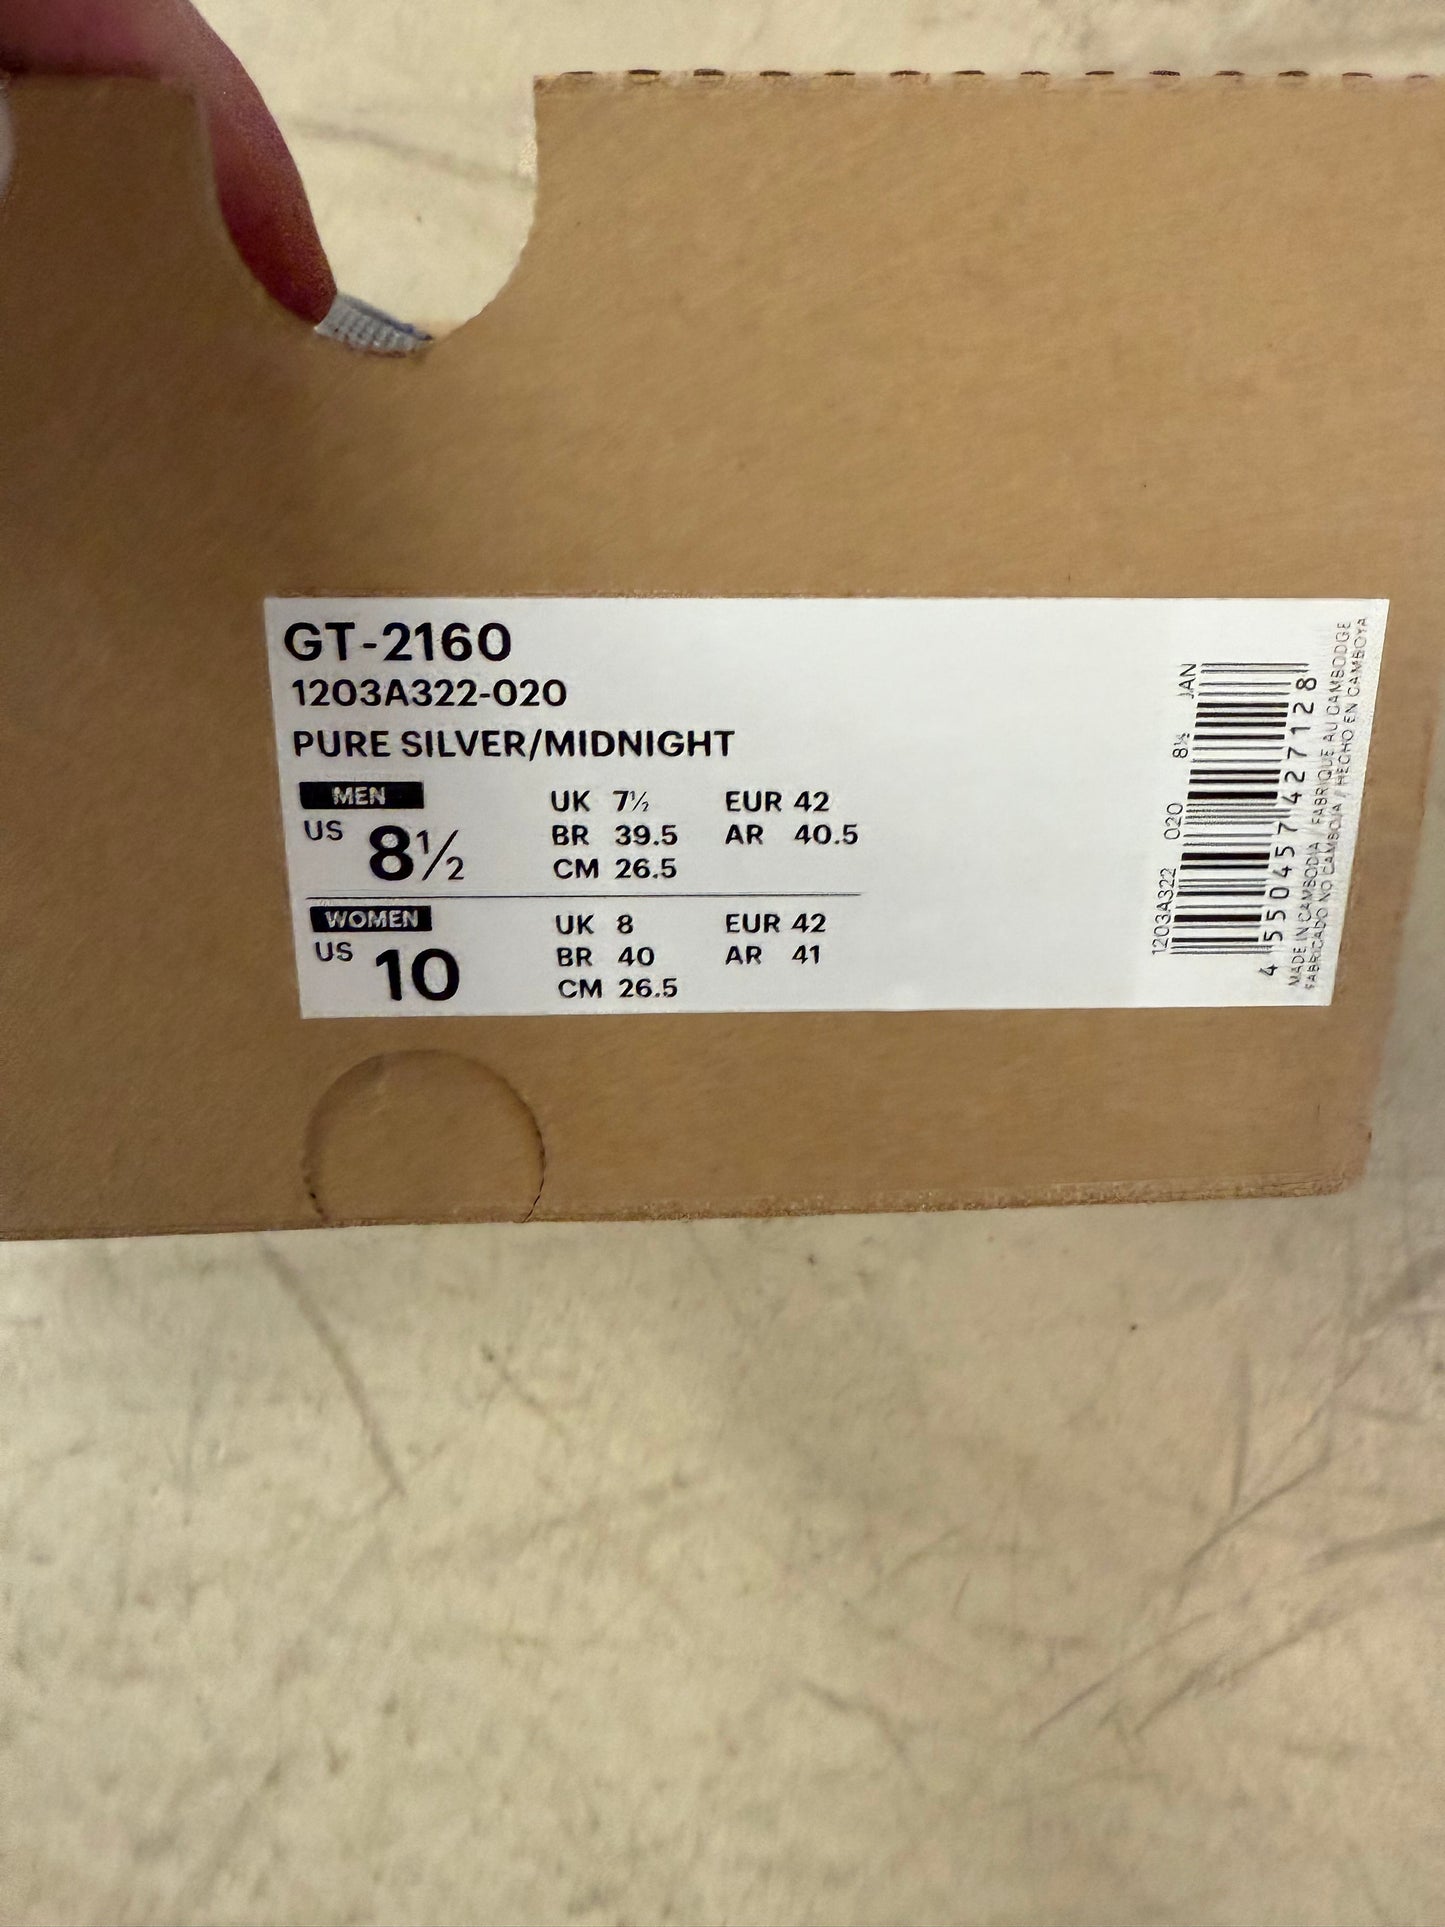 GT-2160
1203A322-020
PURE SILVER/MIDNIGHT
MEN
US 8½
UK 7½ EUR 42
BR 39.5 AR 40.5
CM 26.5
WOMEN
US 10
UK 8 EUR 42
BR 40 AR 41
CM 26.5
1203A322 020 8½ JAN
4 550457 427128
MADE IN CAMBODIA / FABRIQUE AU CAMBODGE
FABRICADO NO CAMBOJA / HECHO EN CAMBOYA